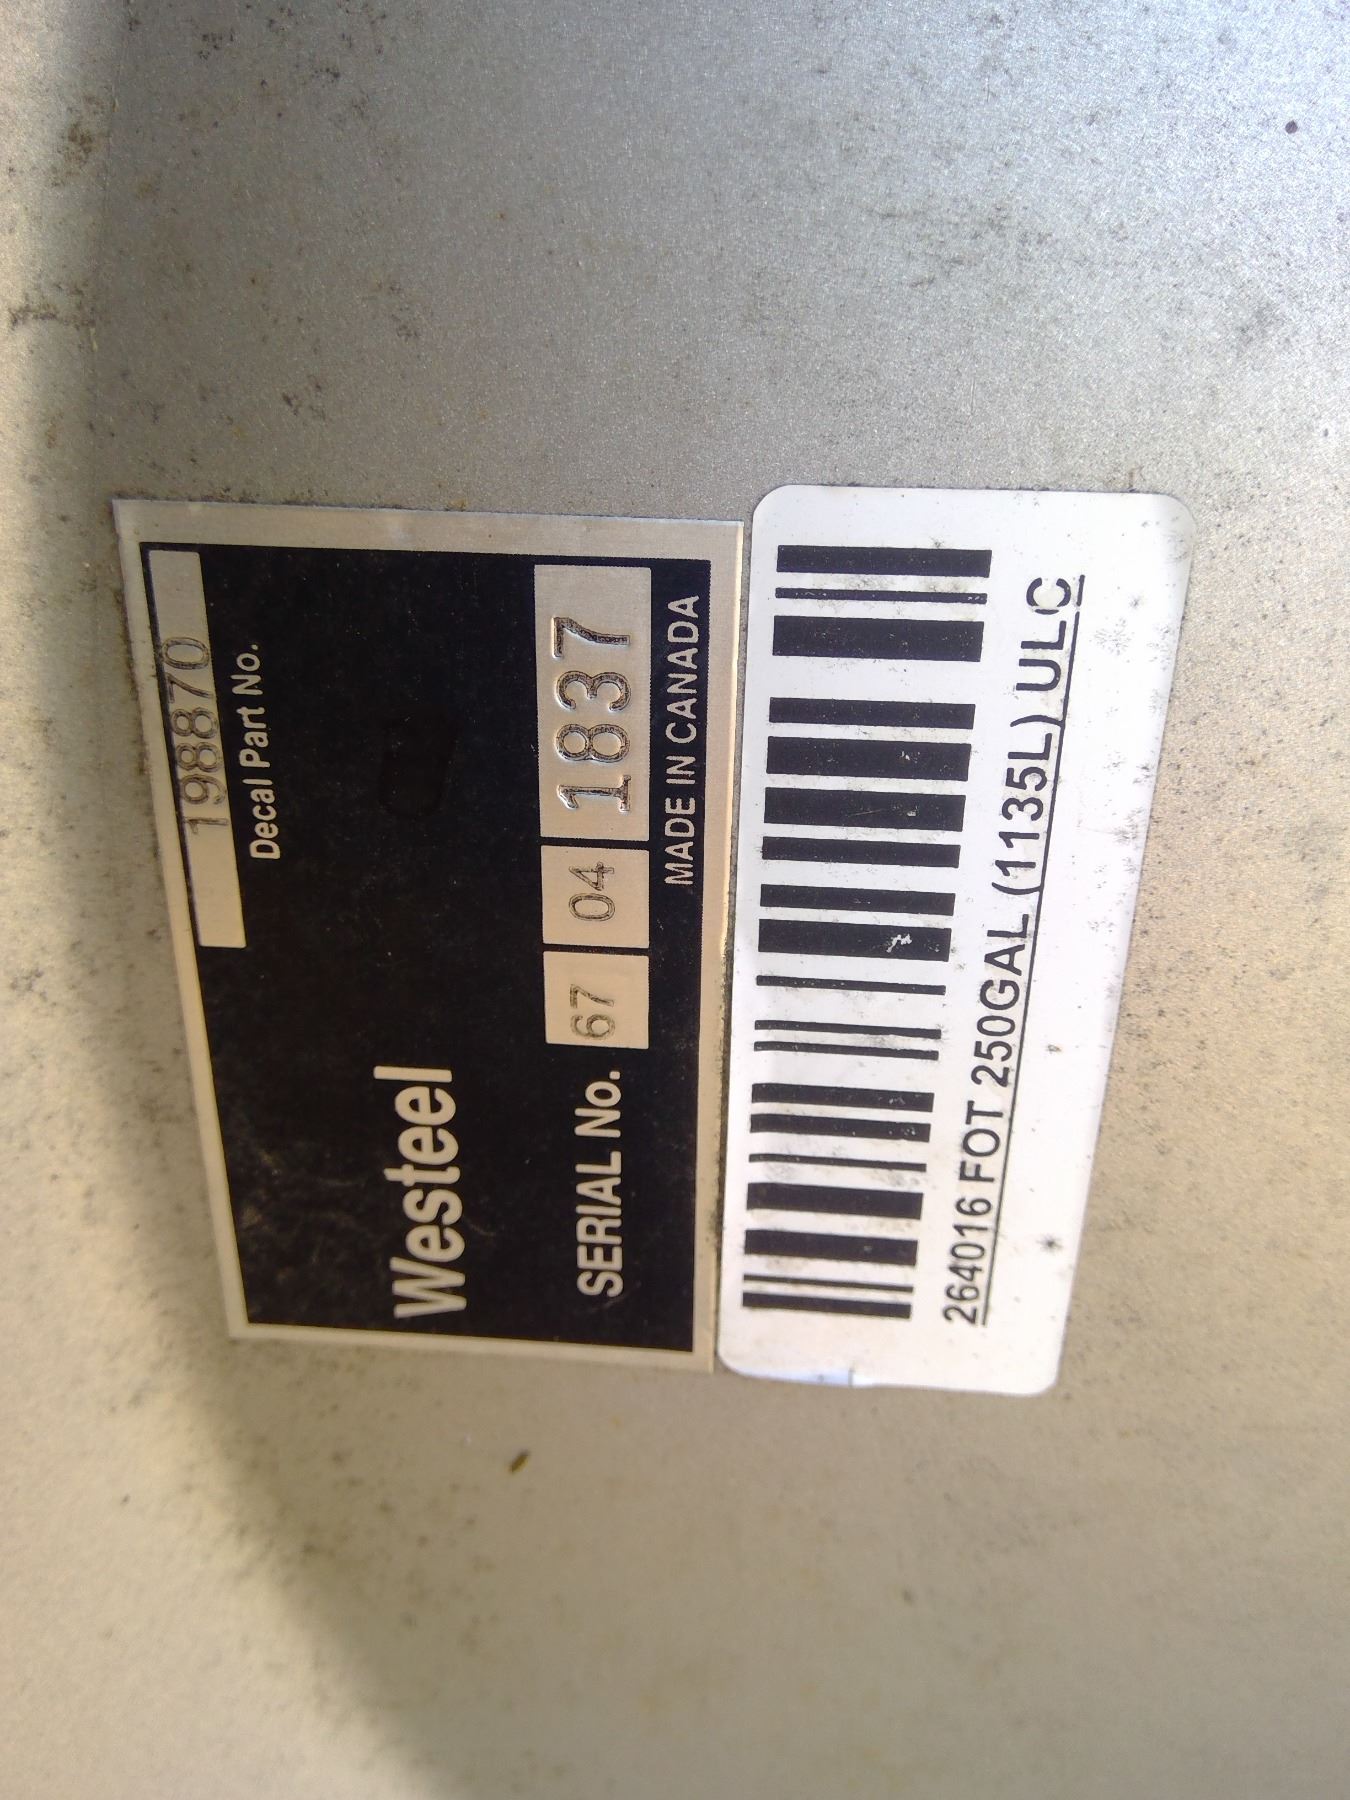 198870
Decal Part No.
Westeel
SERIAL No. 67 04 1837
MADE IN CANADA
264016 FOT 250GAL (1135L) ULC